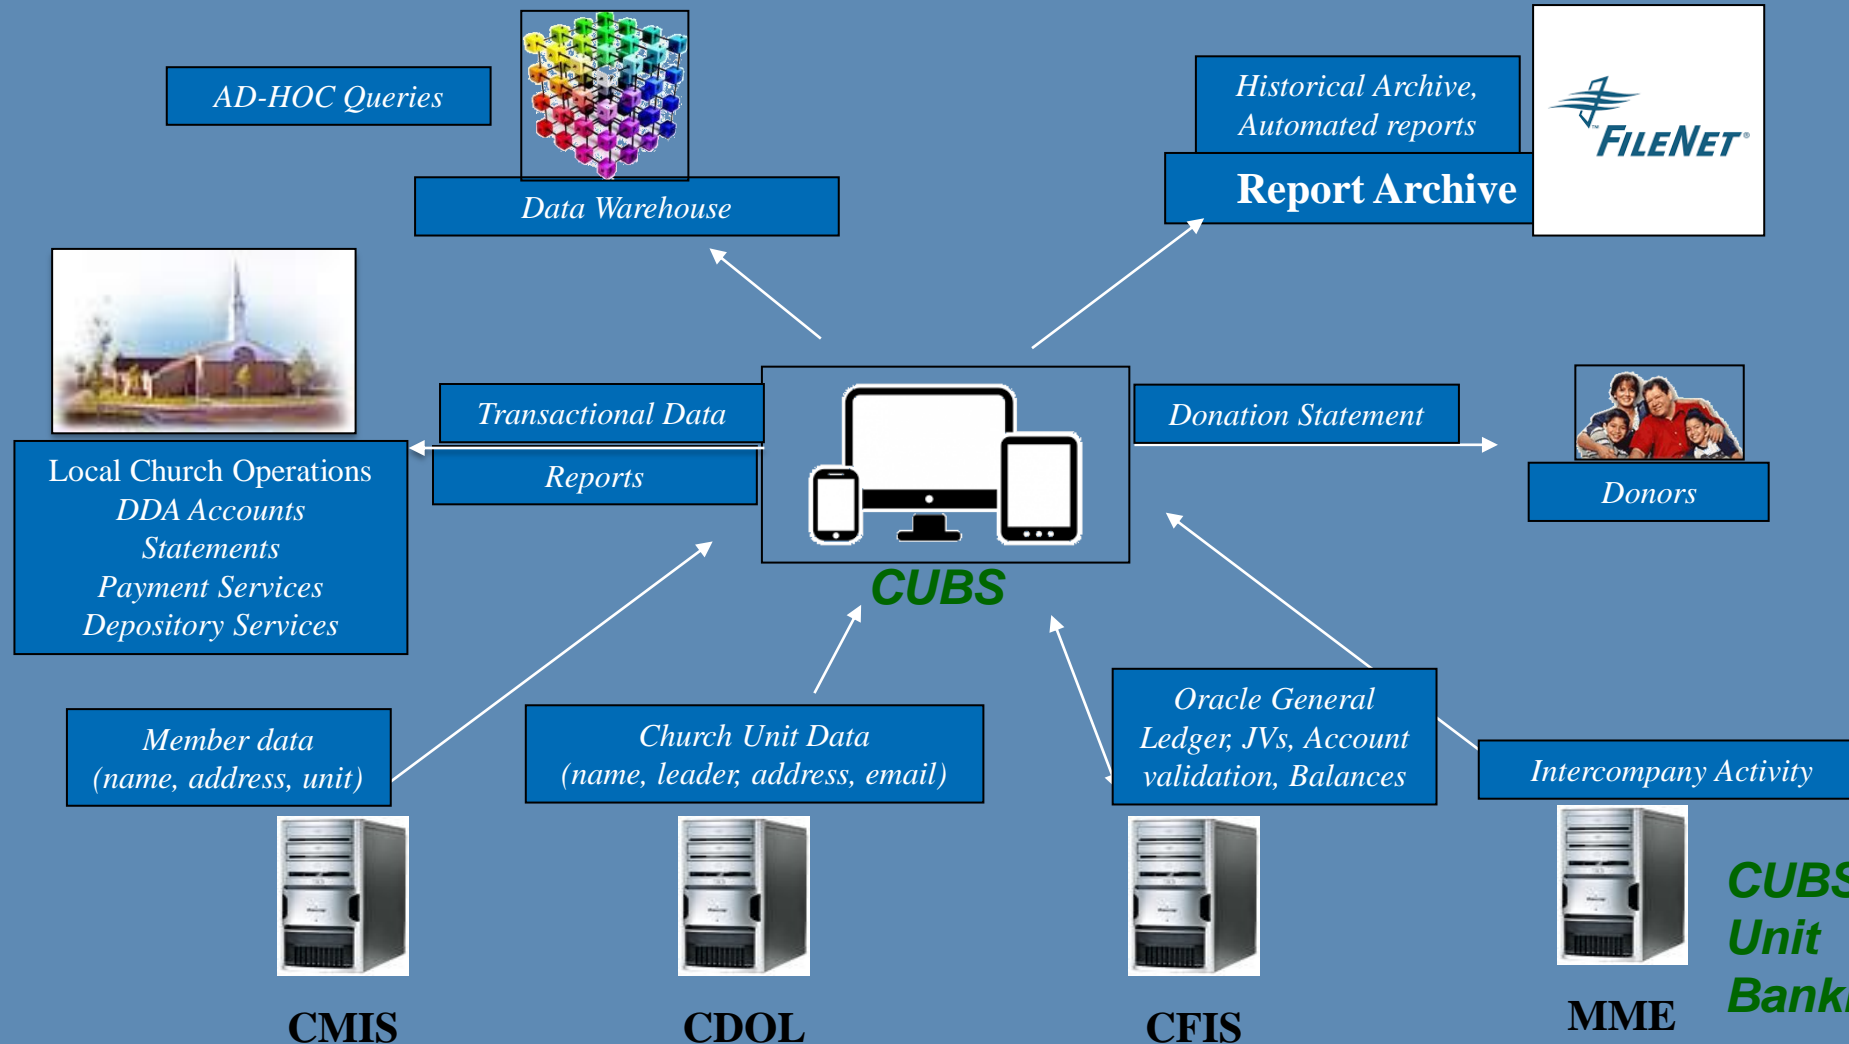 AD-HOC Queries
Data Warehouse
Historical Archive,
Automated reports
Report Archive
FILENET
Transactional Data
Reports
Donation Statement
Donors
Local Church Operations
DDA Accounts
Statements
Payment Services
Depository Services
CUBS
Member data
(name, address, unit)
Church Unit Data
(name, leader, address, email)
Oracle General
Ledger, JVs, Account
validation, Balances
Intercompany Activity
CMIS
CDOL
CFIS
MME
CUBS
Unit